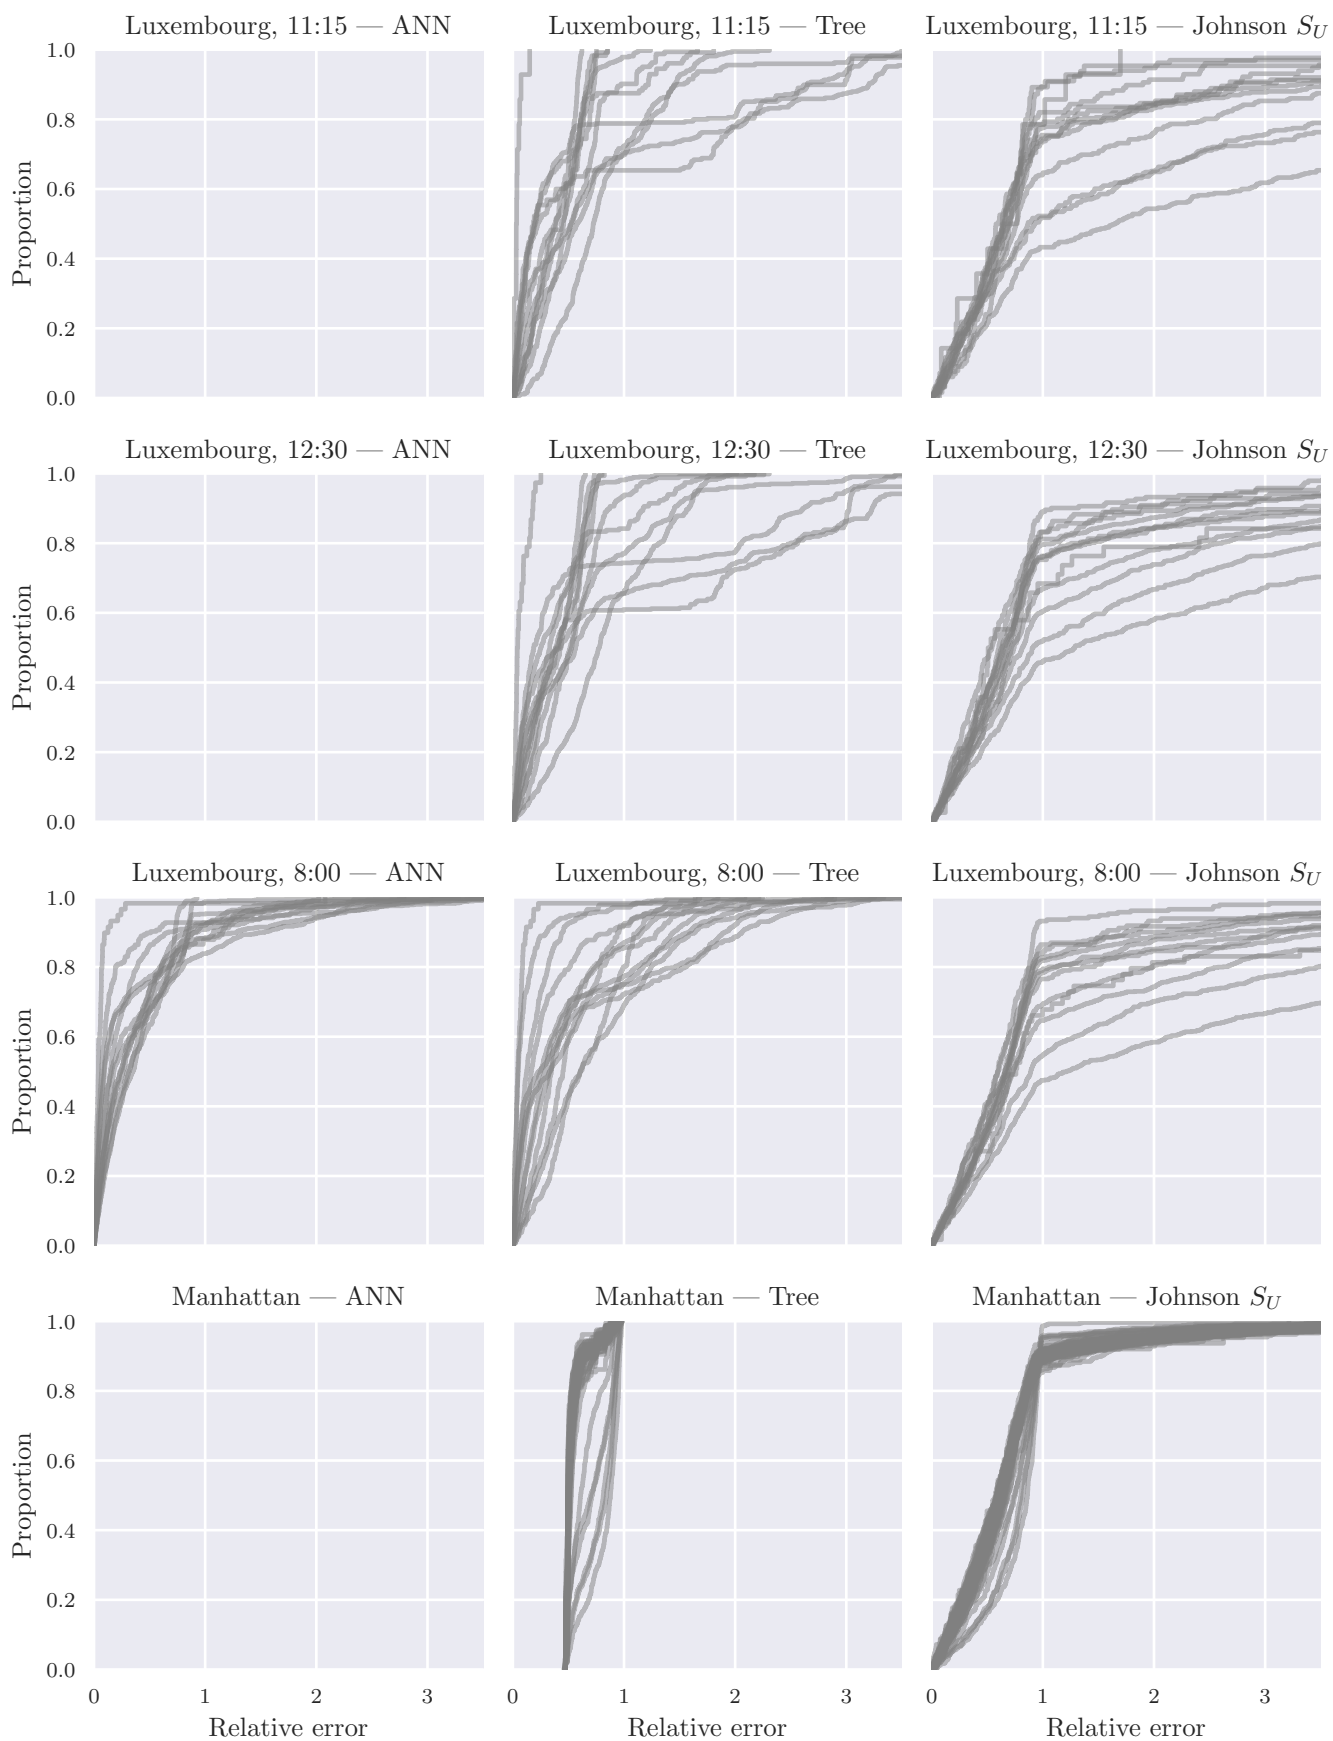 Luxembourg, 11:15 — ANN
Luxembourg, 11:15 — Tree
Luxembourg, 11:15 — Johnson S_U
Proportion
1.0
0.8
0.6
0.4
0.2
0.0
Luxembourg, 12:30 — ANN
Luxembourg, 12:30 — Tree
Luxembourg, 12:30 — Johnson S_U
Proportion
1.0
0.8
0.6
0.4
0.2
0.0
Luxembourg, 8:00 — ANN
Luxembourg, 8:00 — Tree
Luxembourg, 8:00 — Johnson S_U
Proportion
1.0
0.8
0.6
0.4
0.2
0.0
Manhattan — ANN
Manhattan — Tree
Manhattan — Johnson S_U
Proportion
1.0
0.8
0.6
0.4
0.2
0.0
0 1 2 3
0 1 2 3
0 1 2 3
Relative error
Relative error
Relative error